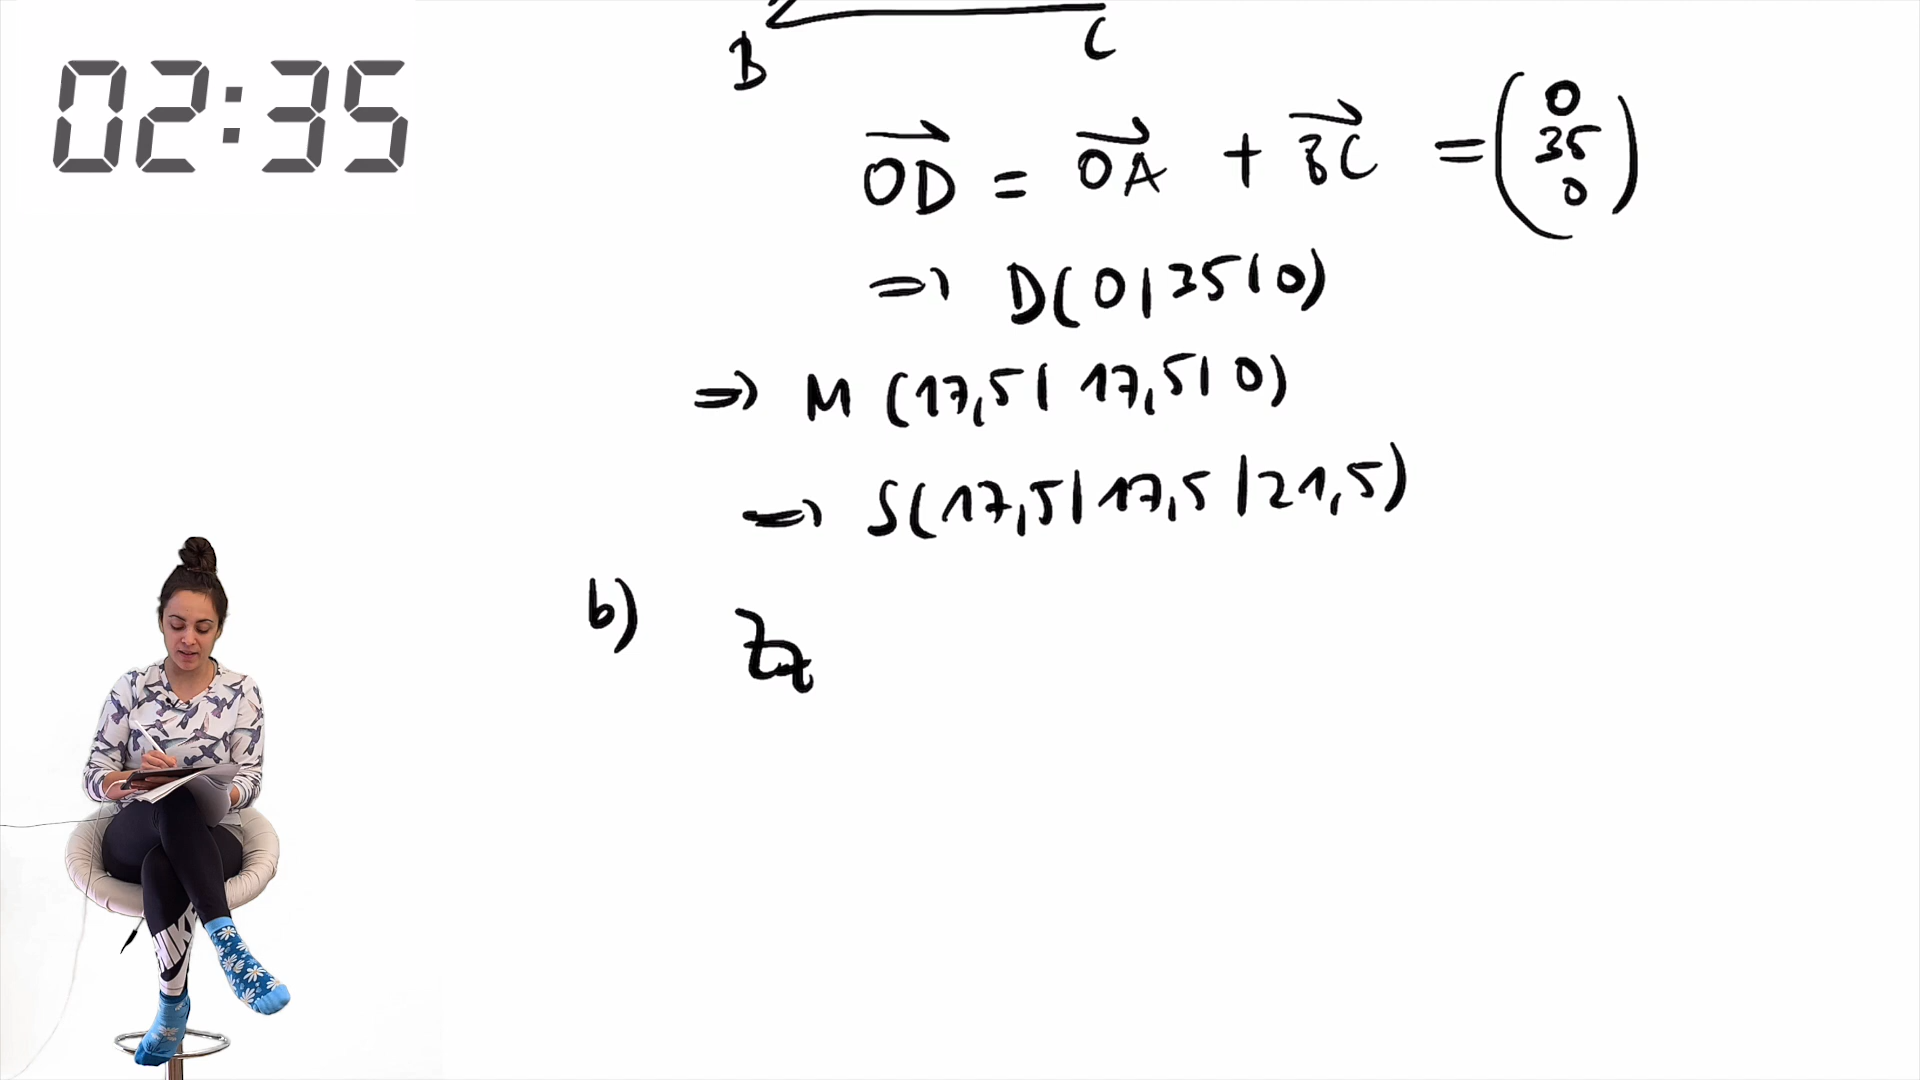 02:35
B C
OD = OA + BC = (0 35 0)
=> D(0|35|0)
=> M (17,5| 17,5| 0)
=> S(17,5|17,5|21,5)
b)
NIKE